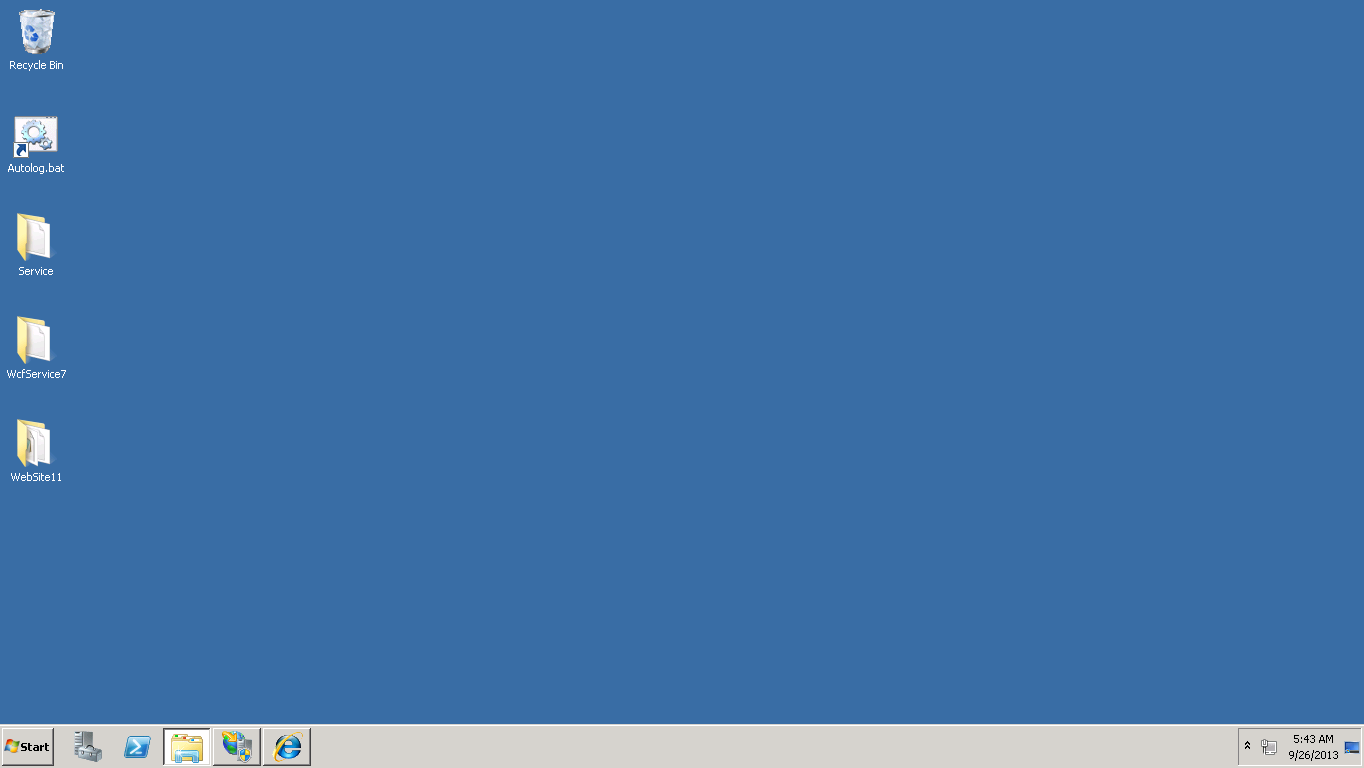 Recycle Bin
Autolog.bat
Service
WcfService7
WebSite11
Start
5:43 AM
9/26/2013